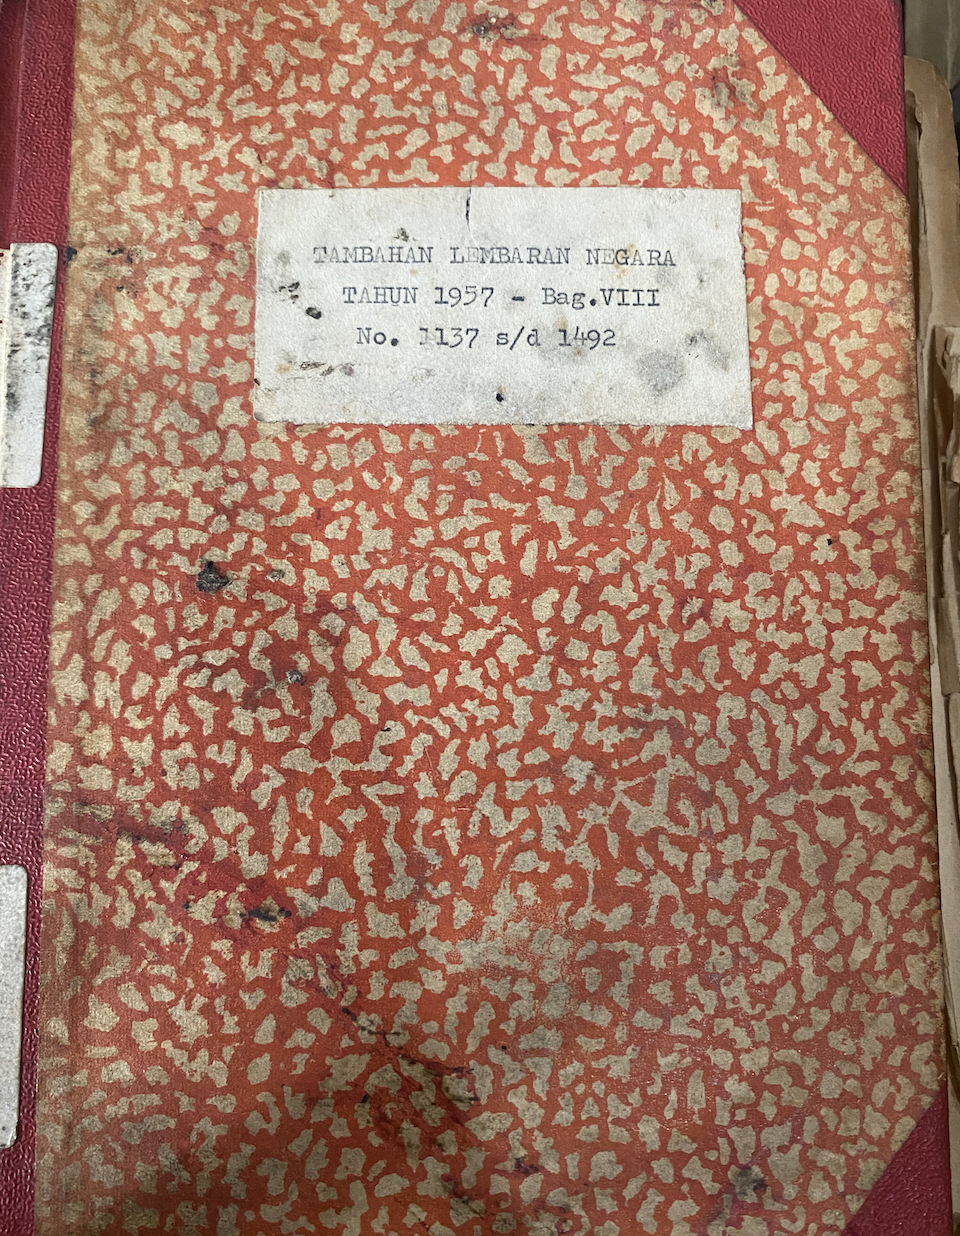 TAMBAHAN LEMBARAN NEGARA
TAHUN 1957 - Bag.VIII
No. 1137 s/d 1492